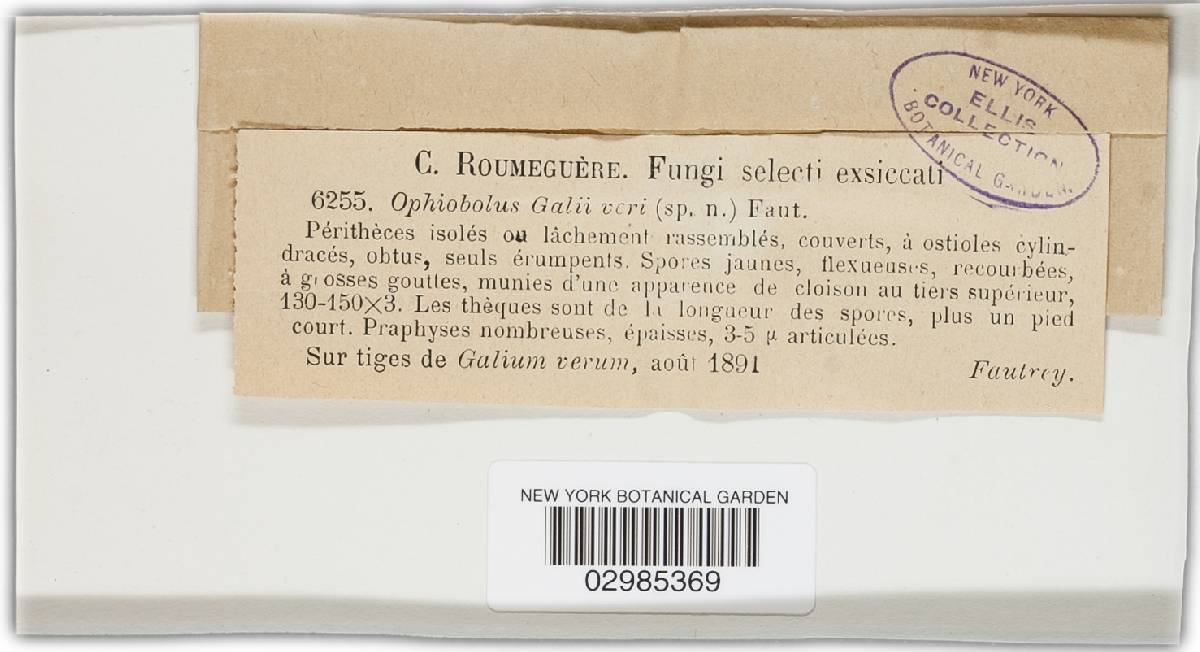 NEW YORK
ELLIS
COLLECTION
BOTANICAL GARDEN.
C. ROUMEGUÈRE. Fungi selecti exsiccati
6255. Ophiobolus Galii veri (sp. n.) Faut.
Périthèces isolés ou lâchement rassemblés, couverts, à ostioles cylin-
dracés, obtus, seuls érumpents. Spores jaunes, flexueuses, recourbées,
à grosses gouttes, munies d'une apparence de cloison au tiers supérieur,
130-150×3. Les thèques sont de la longueur des spores, plus un pied
court. Praphyses nombreuses, épaisses, 3-5 µ articulées.
Sur tiges de Galium verum, août 1891
Fautrey.
NEW YORK BOTANICAL GARDEN
02985369